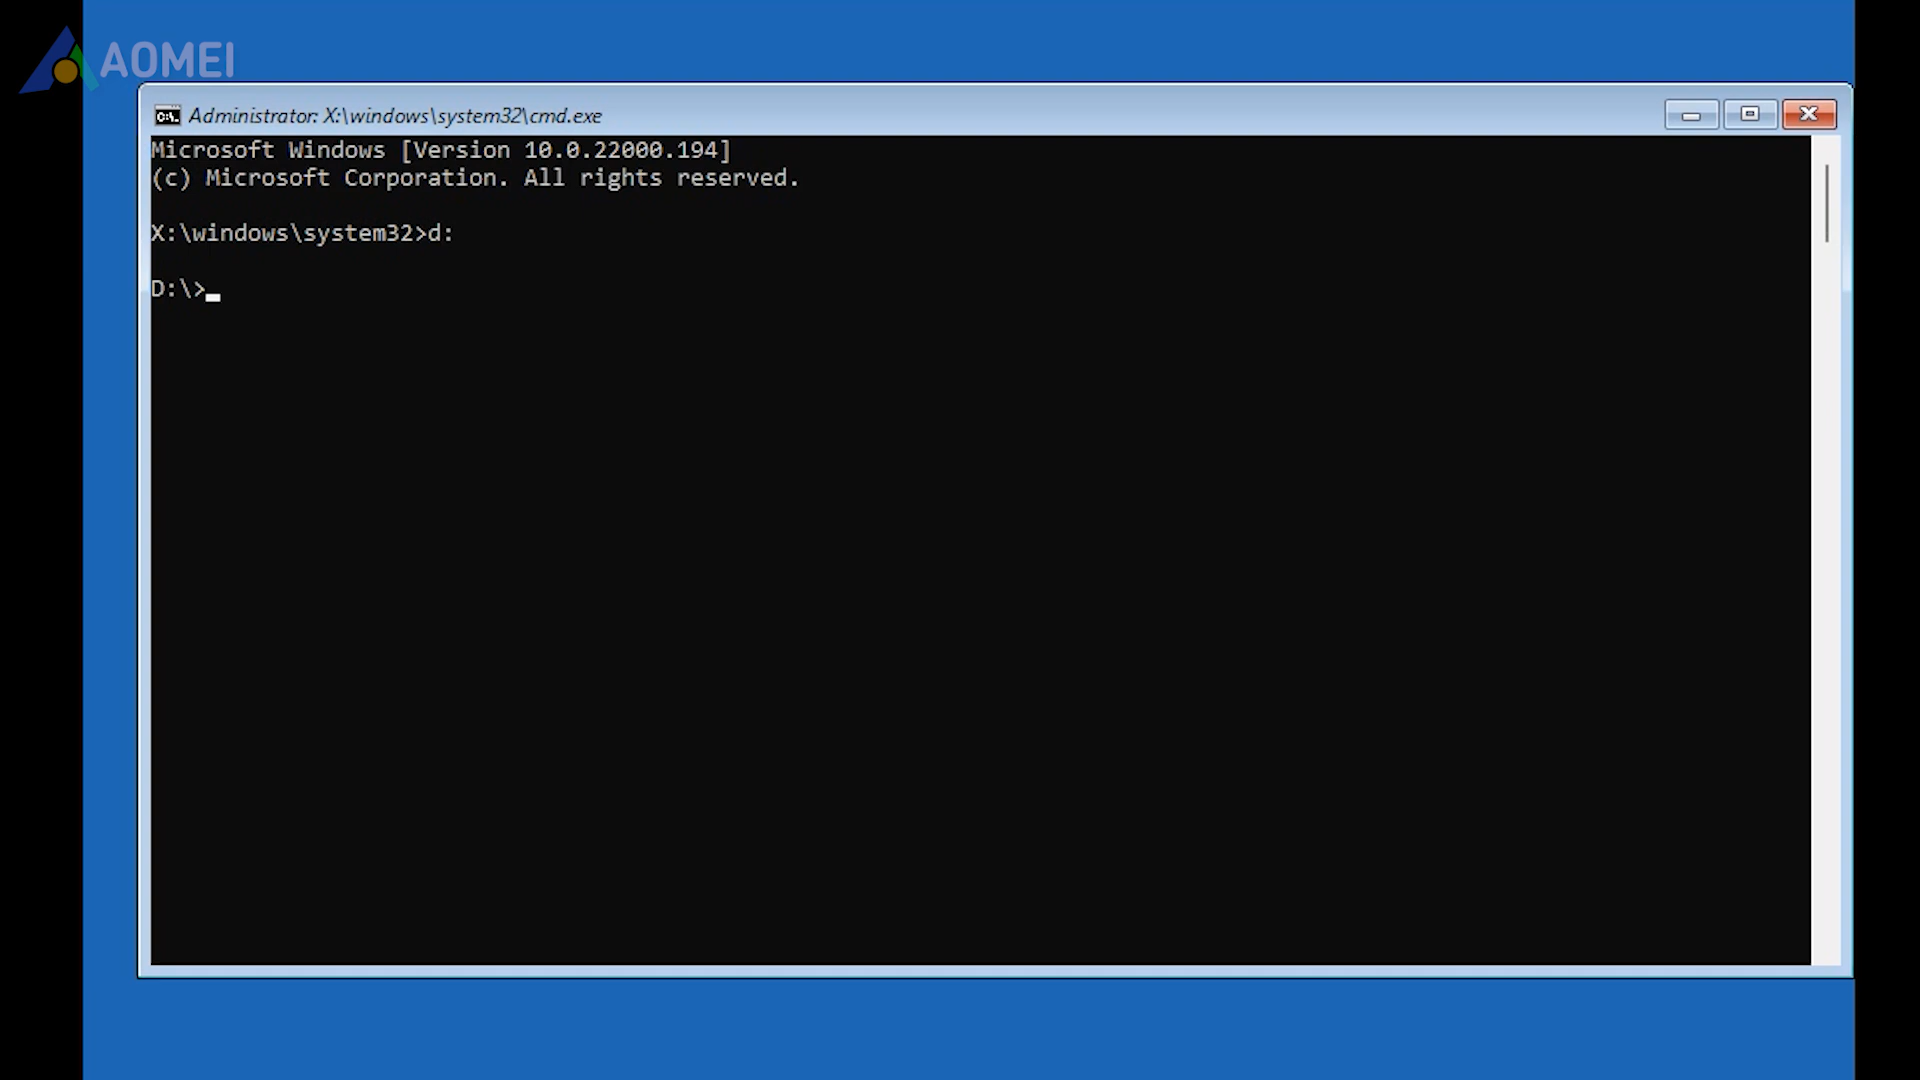 AOMEI
Administrator: X:\windows\system32\cmd.exe
Microsoft Windows [Version 10.0.22000.194]
(c) Microsoft Corporation. All rights reserved.
X:\windows\system32>d:
D:\>